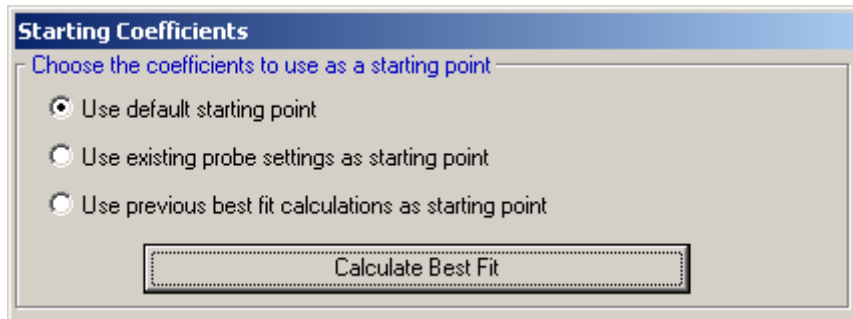 Starting Coefficients
Choose the coefficients to use as a starting point
Use default starting point
Use existing probe settings as starting point
Use previous best fit calculations as starting point
Calculate Best Fit